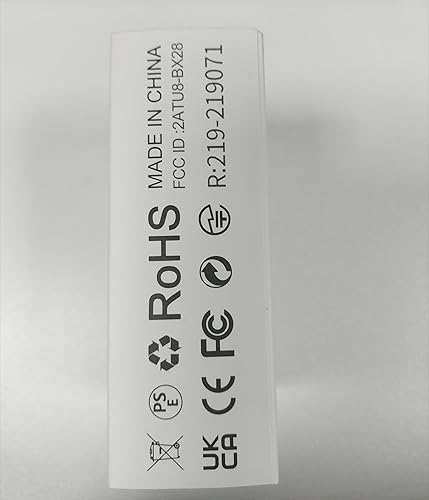 PS
E
RoHS
MADE IN CHINA
FCC ID :2ATU8-BX28
UK
CA
CE
FC
R:219-219071